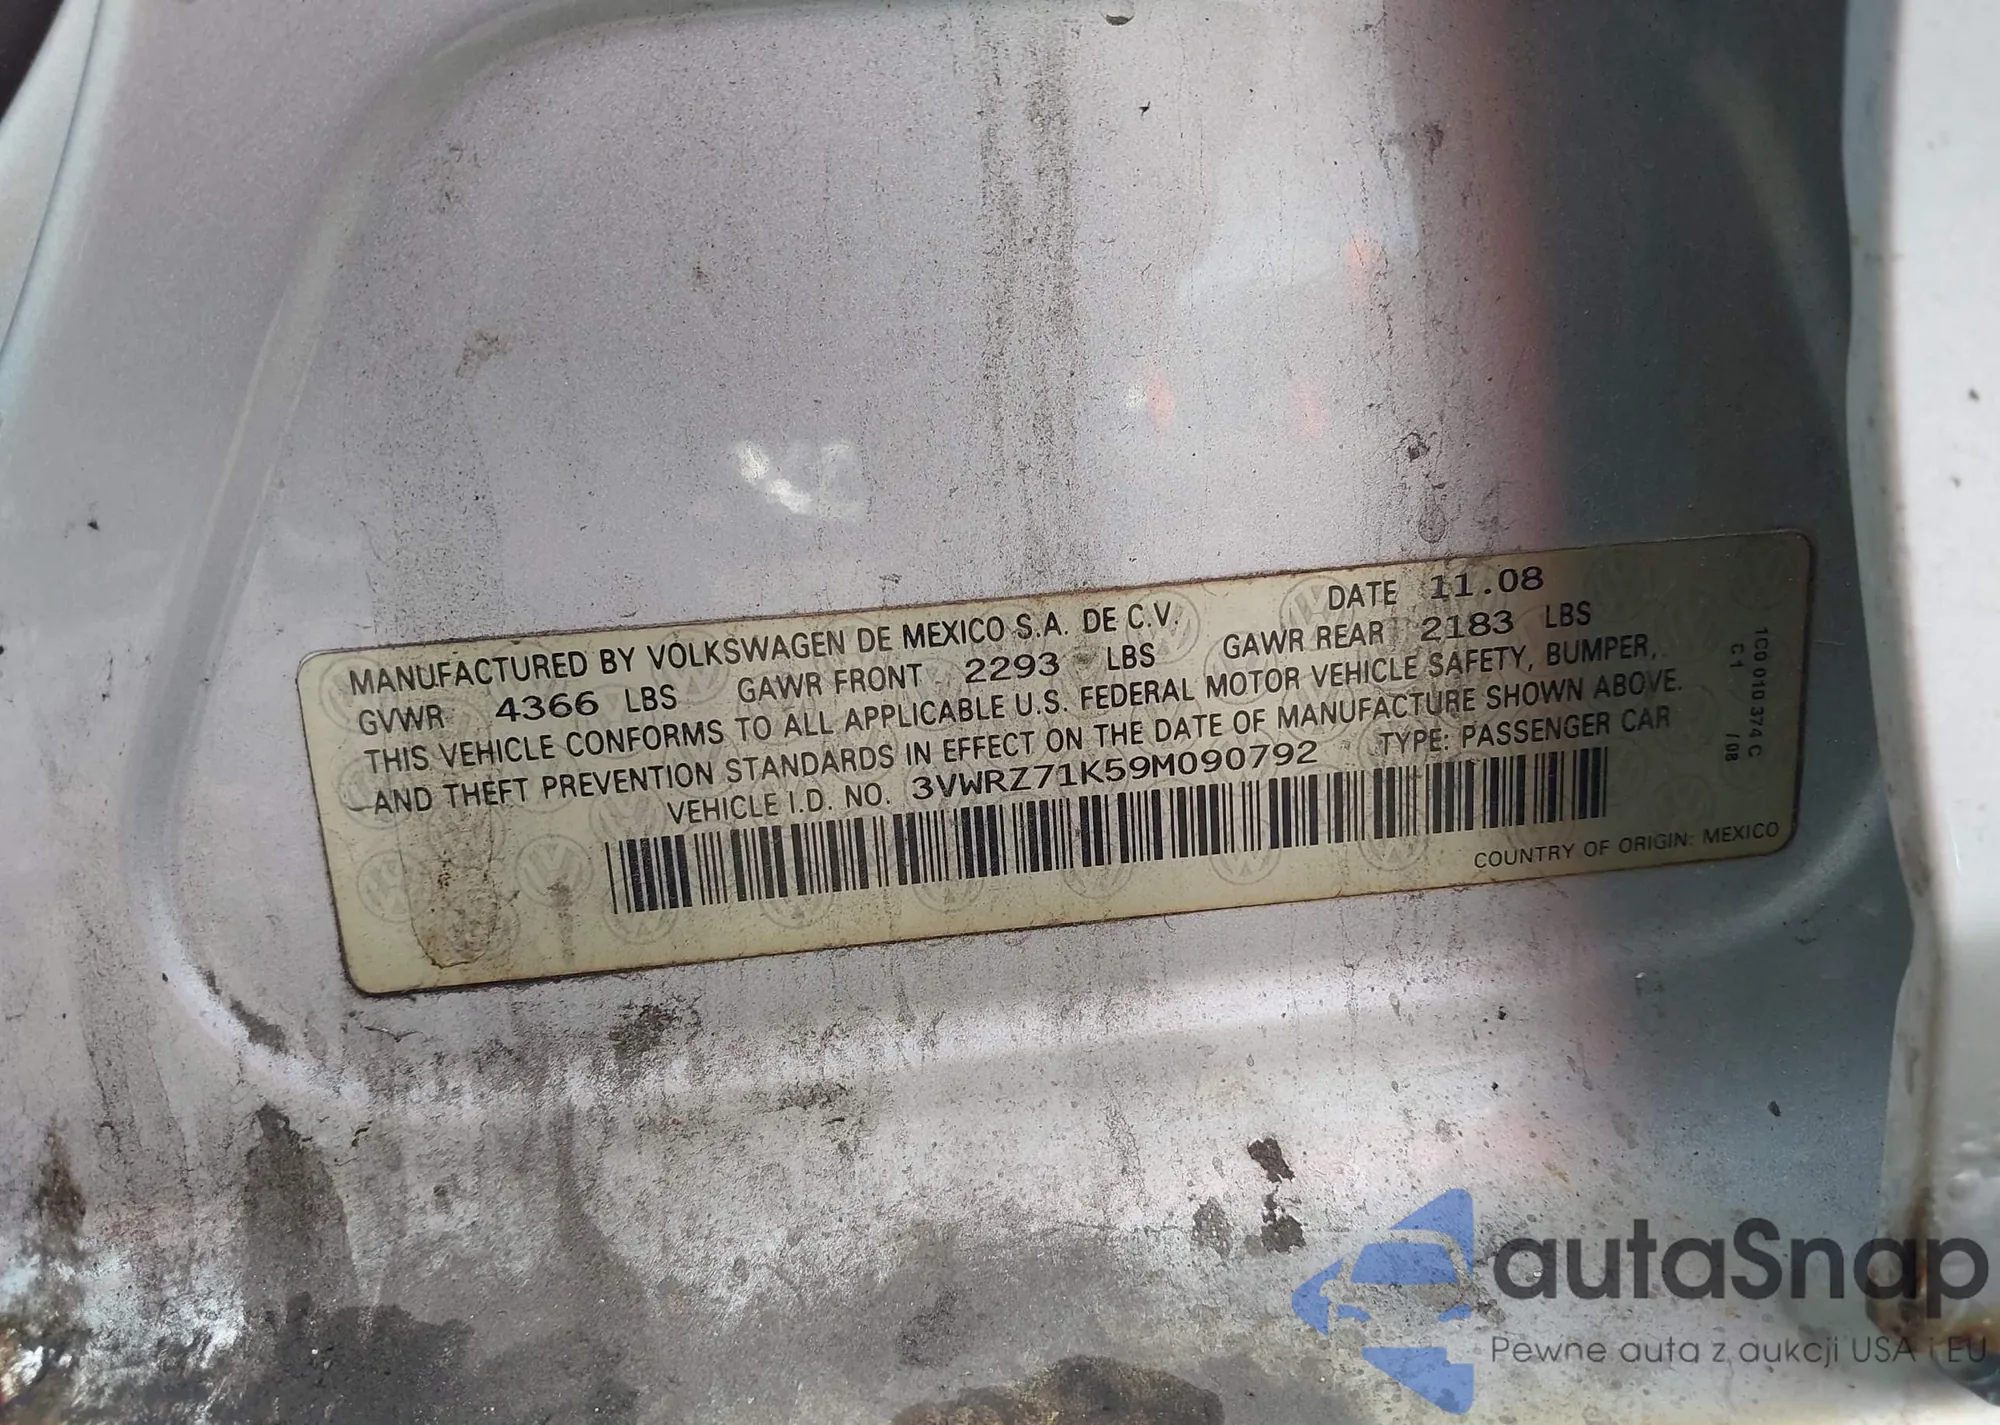 MANUFACTURED BY VOLKSWAGEN DE MEXICO S.A. DE C.V. DATE 11.08
GVWR 4366 LBS GAWR FRONT 2293 LBS GAWR REAR 2183 LBS
THIS VEHICLE CONFORMS TO ALL APPLICABLE U.S. FEDERAL MOTOR VEHICLE SAFETY, BUMPER,
AND THEFT PREVENTION STANDARDS IN EFFECT ON THE DATE OF MANUFACTURE SHOWN ABOVE.
VEHICLE I.D. NO. 3VWRZ71K59M090792 TYPE: PASSENGER CAR
COUNTRY OF ORIGIN: MEXICO
1C0 010 374 C
C1 /08
autaSnap
Pewne auta z aukcji USA i EU